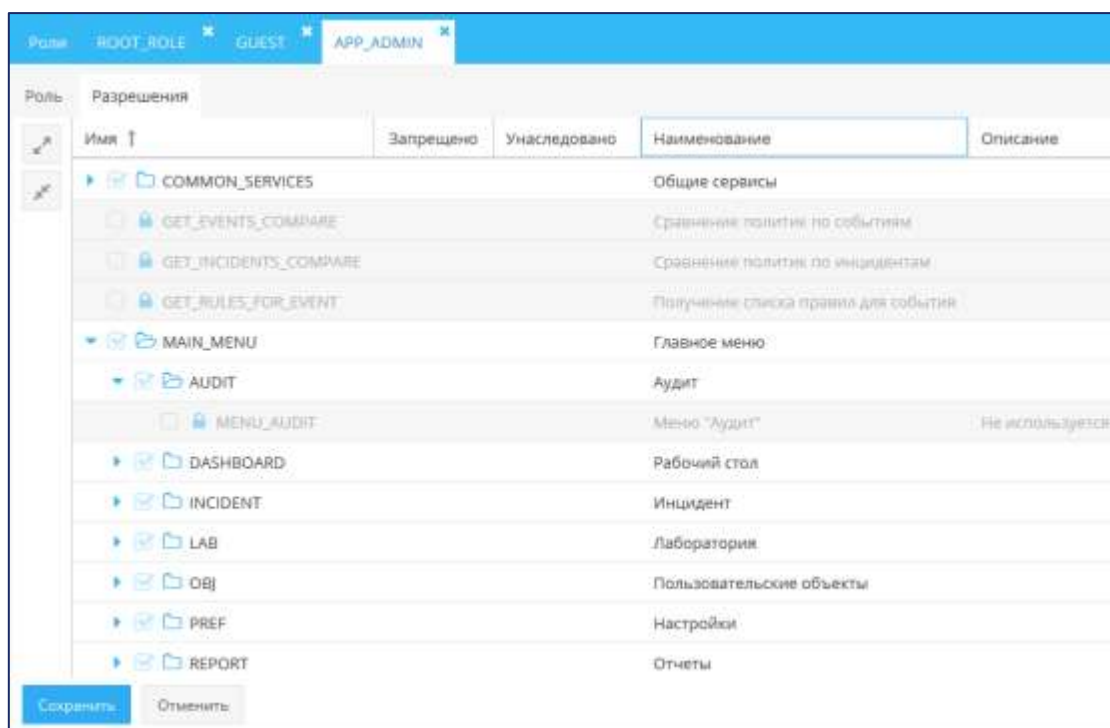 Роли ROOT_ROLE GUEST APP_ADMIN
Роль Разрешения
Имя Запрещено Унаследовано Наименование Описание
COMMON_SERVICES Общие сервисы
GET_EVENTS_COMPARE Сравнение политик по событиям
GET_INCIDENTS_COMPARE Сравнение политик по инцидентам
GET_RULES_FOR_EVENT Получение списка правил для события
MAIN_MENU Главное меню
AUDIT Аудит
MENU_AUDIT Меню "Аудит" Не используется
DASHBOARD Рабочий стол
INCIDENT Инцидент
LAB Лаборатория
OBJ Пользовательские объекты
PREF Настройки
REPORT Отчеты
Сохранить Отменить